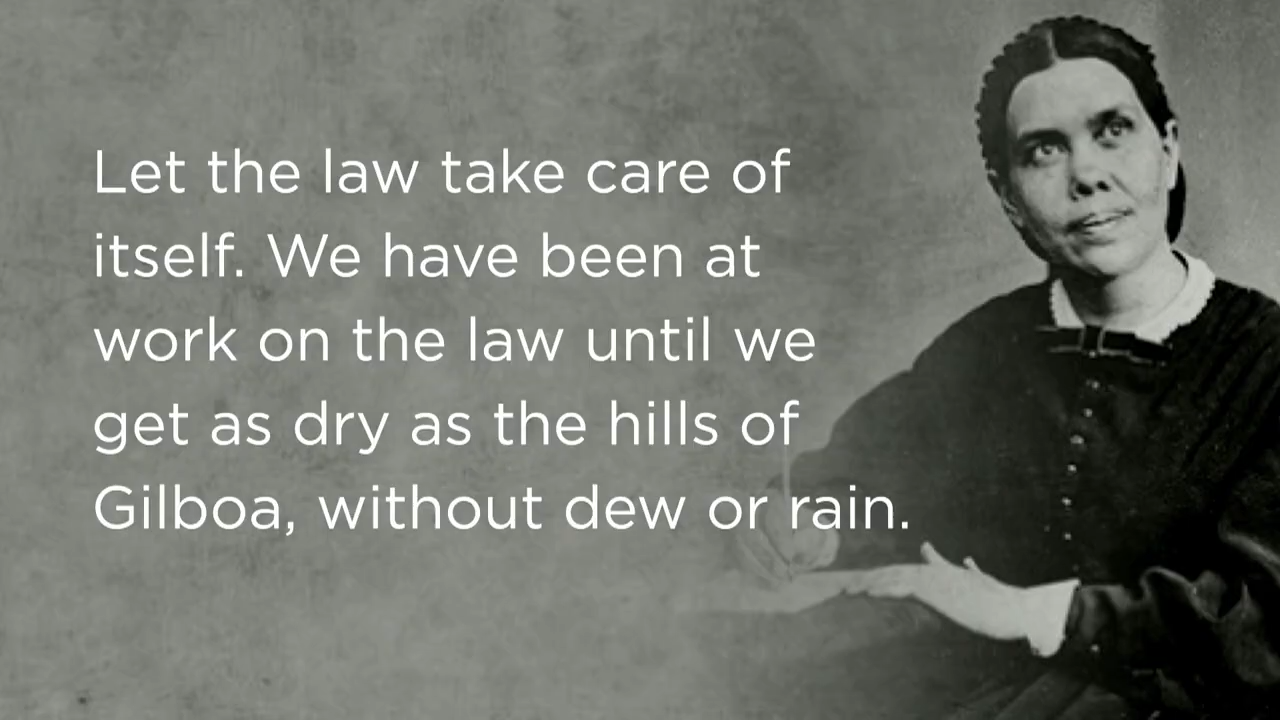 Let the law take care of
itself. We have been at
work on the law until we
get as dry as the hills of
Gilboa, without dew or rain.